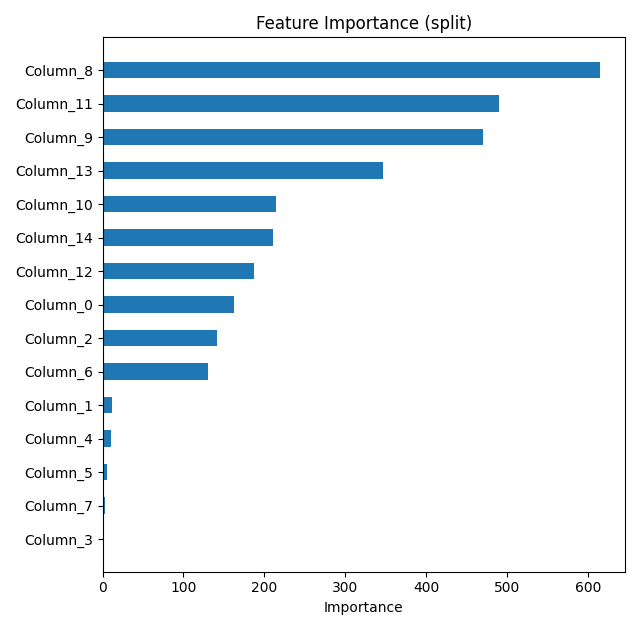 Feature Importance (split)
Column_8
Column_11
Column_9
Column_13
Column_10
Column_14
Column_12
Column_0
Column_2
Column_6
Column_1
Column_4
Column_5
Column_7
Column_3
0 100 200 300 400 500 600
Importance